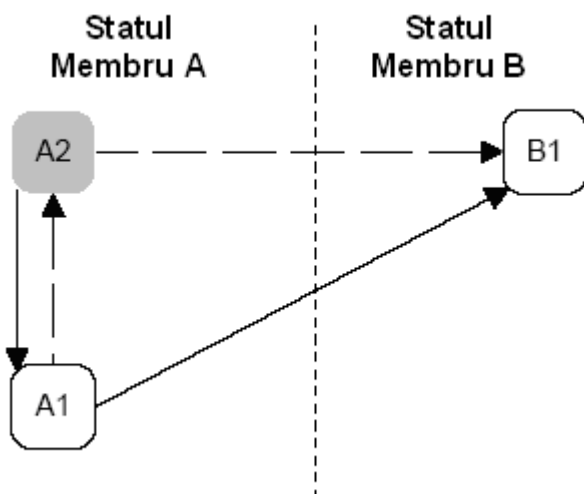 Statul
Membru A
Statul
Membru B
A2
B1
A1